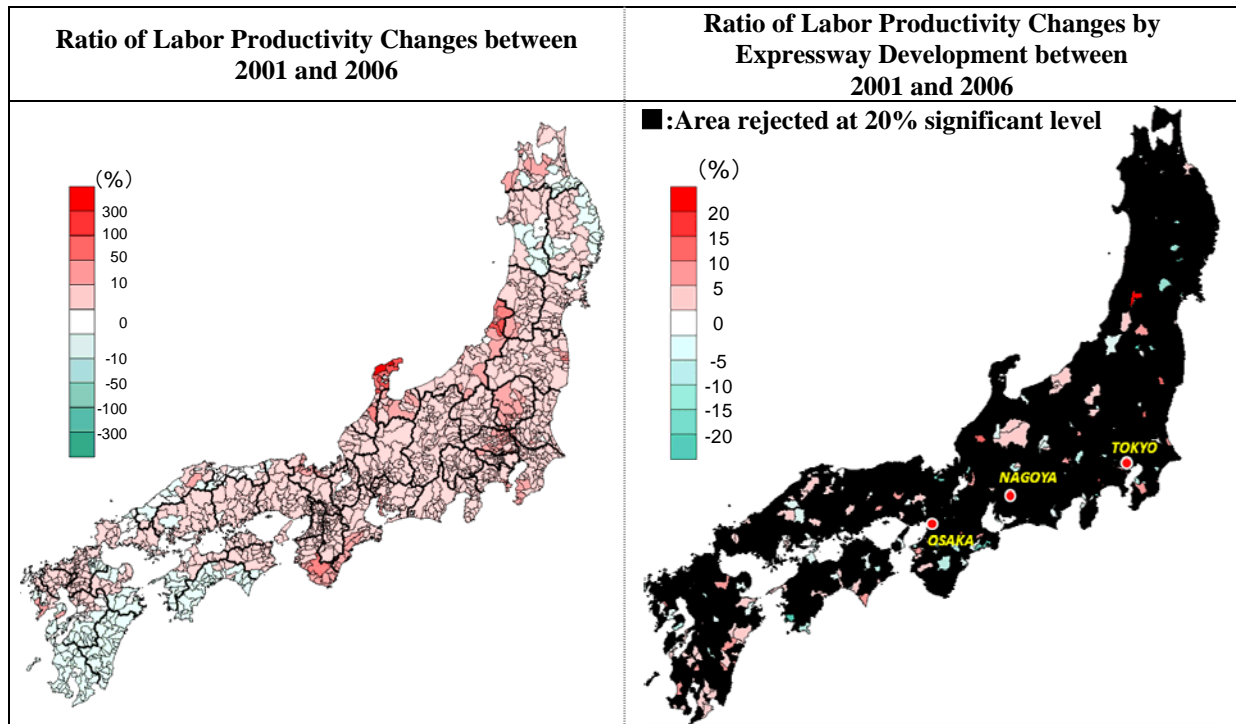 Ratio of Labor Productivity Changes between
2001 and 2006
Ratio of Labor Productivity Changes by
Expressway Development between
2001 and 2006
■:Area rejected at 20% significant level
(%)
300
100
50
10
0
-10
-50
-100
-300
(%)
20
15
10
5
0
-5
-10
-15
-20
TOKYO
NAGOYA
OSAKA